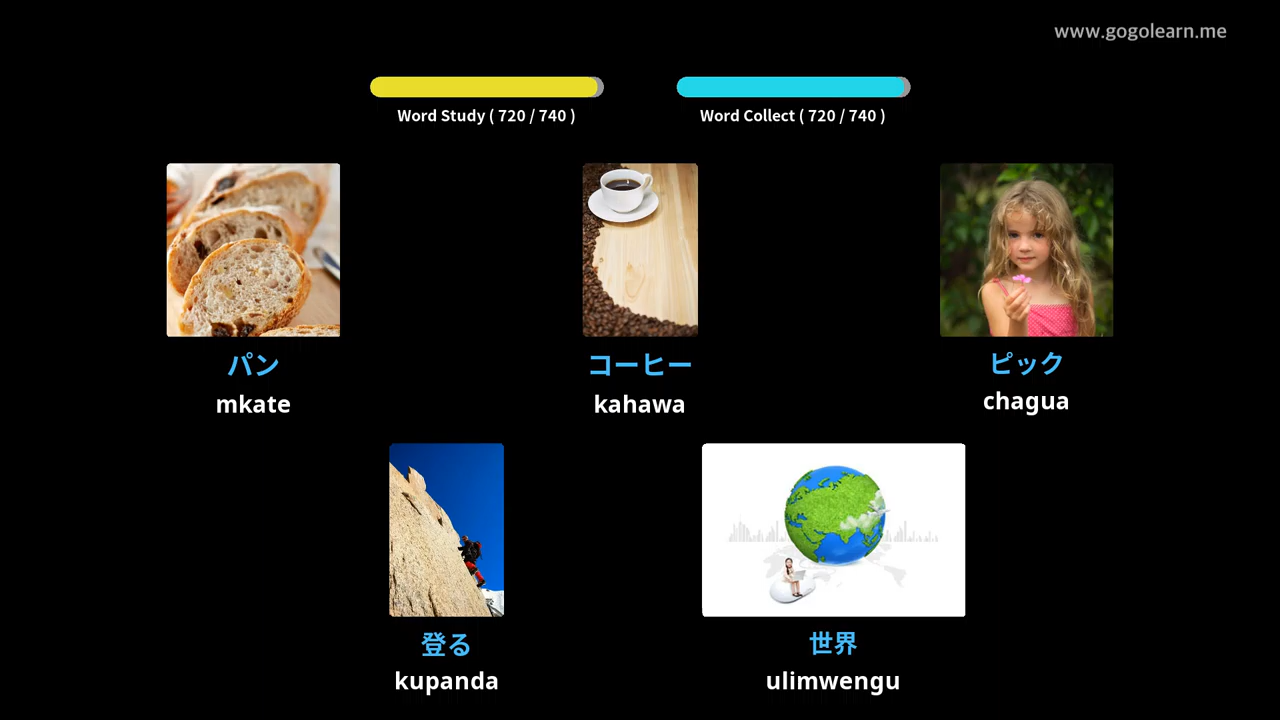 www.gogolearn.me
Word Study ( 720 / 740 )
Word Collect ( 720 / 740 )
パン
mkate
コーヒー
kahawa
ピック
chagua
登る
kupanda
世界
ulimwengu